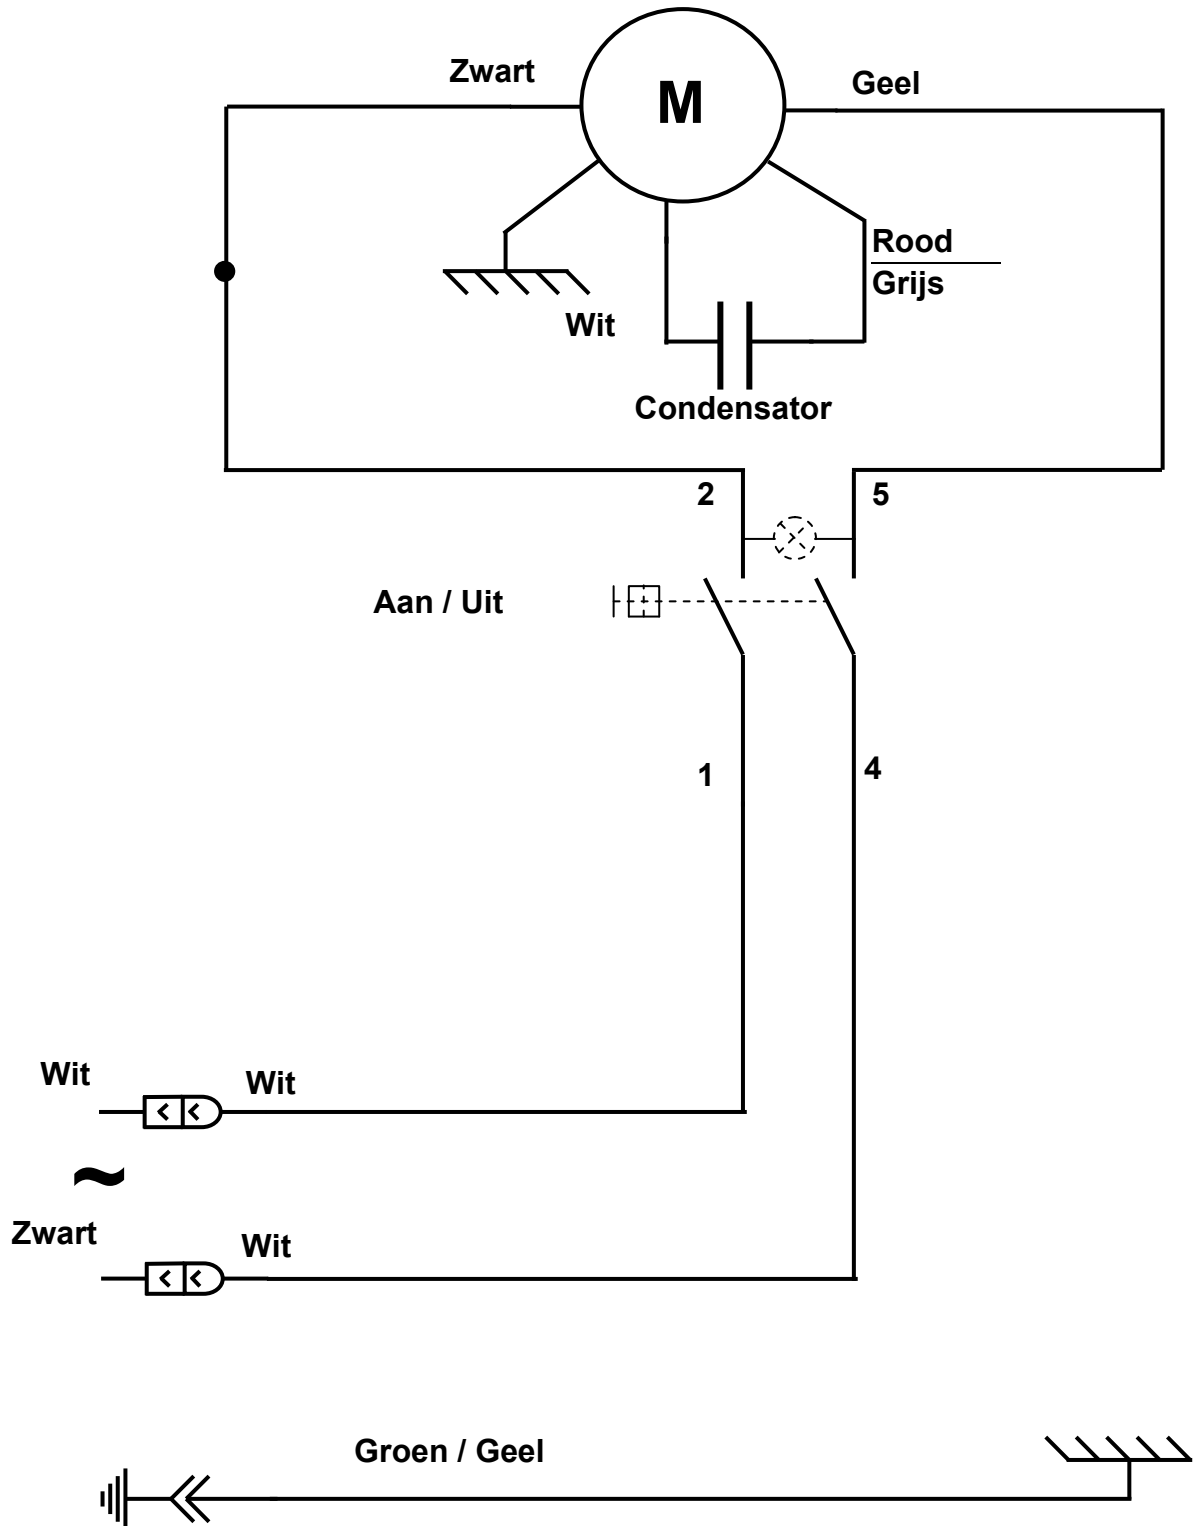 Zwart
M
Geel
Rood
Grijs
Wit
Condensator
2
5
Aan / Uit
1
4
Wit
Wit
~
Zwart
Wit
Groen / Geel